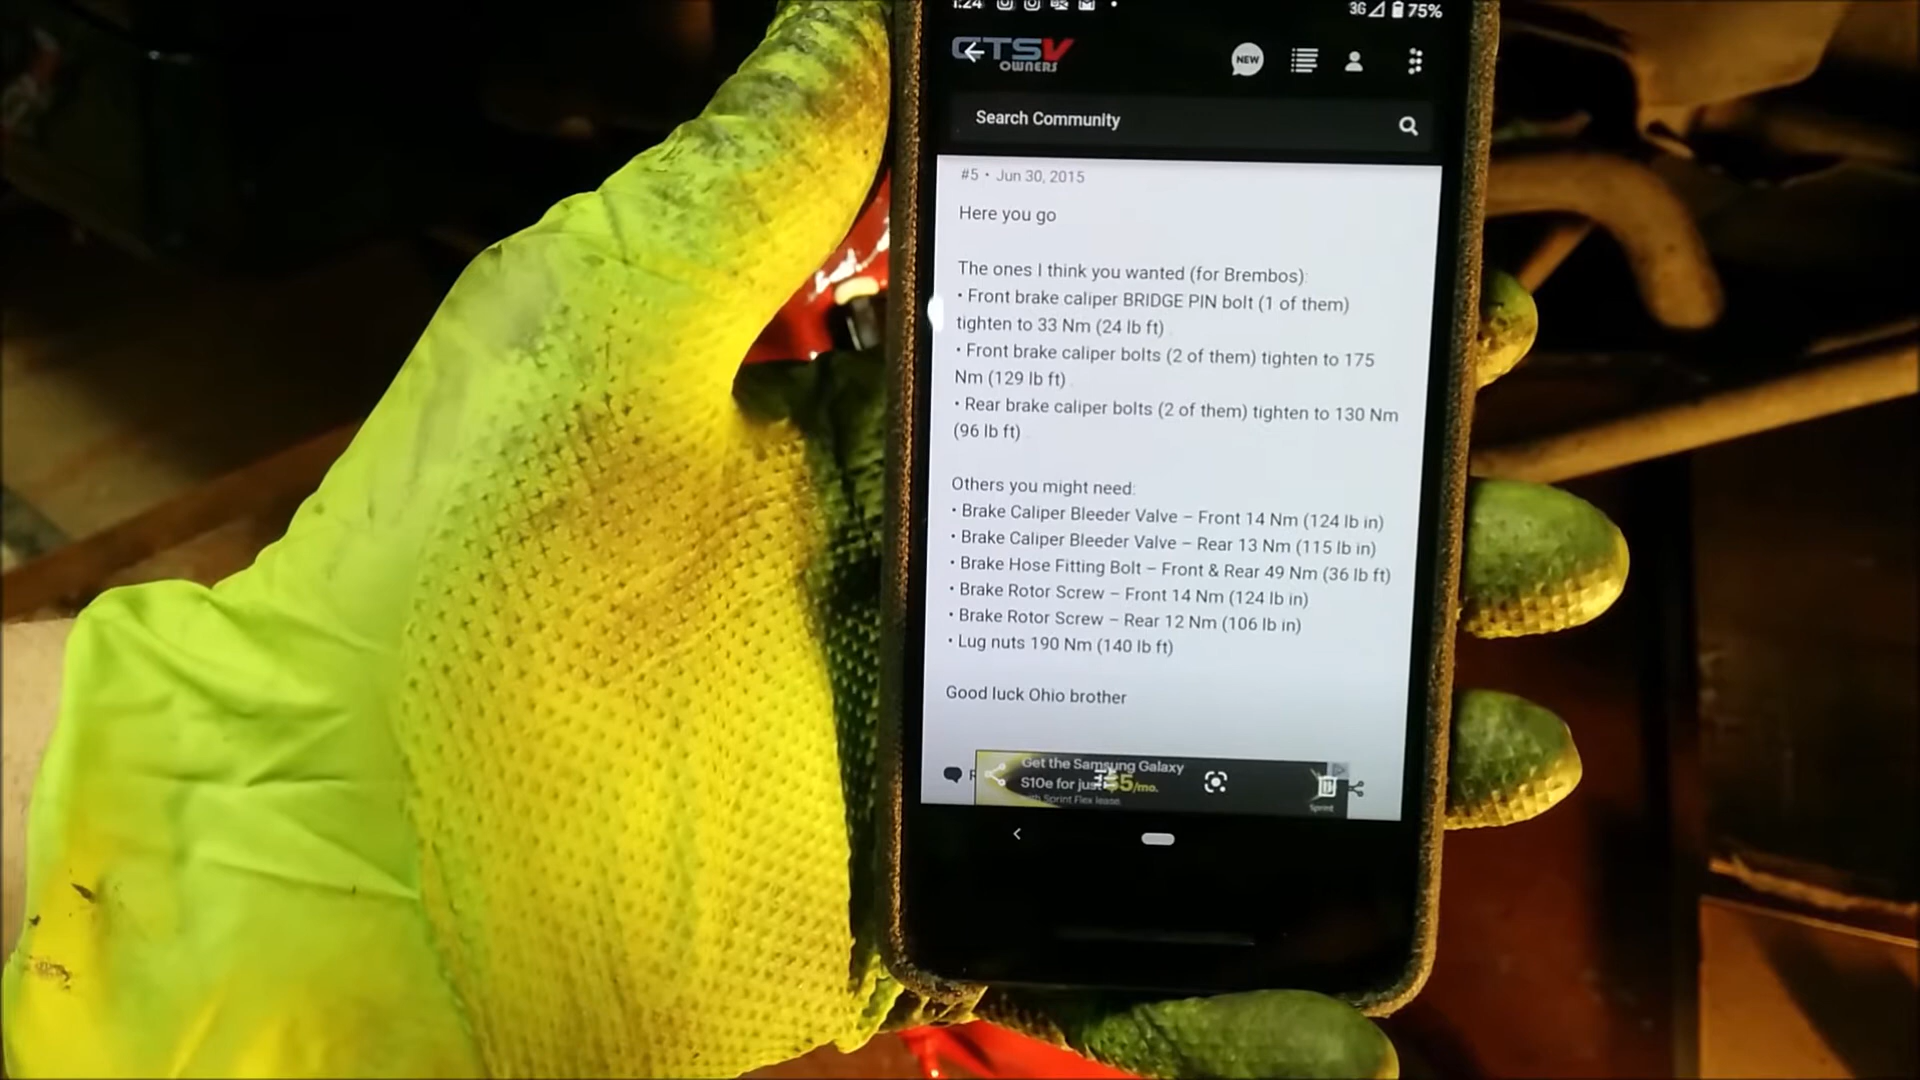 1:24 3G 75%
CTSV
OWNERS
NEW
Search Community
#5 • Jun 30, 2015
Here you go
The ones I think you wanted (for Brembos):
• Front brake caliper BRIDGE PIN bolt (1 of them)
tighten to 33 Nm (24 lb ft)
• Front brake caliper bolts (2 of them) tighten to 175
Nm (129 lb ft)
• Rear brake caliper bolts (2 of them) tighten to 130 Nm
(96 lb ft)
Others you might need:
• Brake Caliper Bleeder Valve – Front 14 Nm (124 lb in)
• Brake Caliper Bleeder Valve – Rear 13 Nm (115 lb in)
• Brake Hose Fitting Bolt – Front & Rear 49 Nm (36 lb ft)
• Brake Rotor Screw – Front 14 Nm (124 lb in)
• Brake Rotor Screw – Rear 12 Nm (106 lb in)
• Lug nuts 190 Nm (140 lb ft)
Good luck Ohio brother
Get the Samsung Galaxy
S10e for just /mo.
with Sprint Flex lease.
Sprint